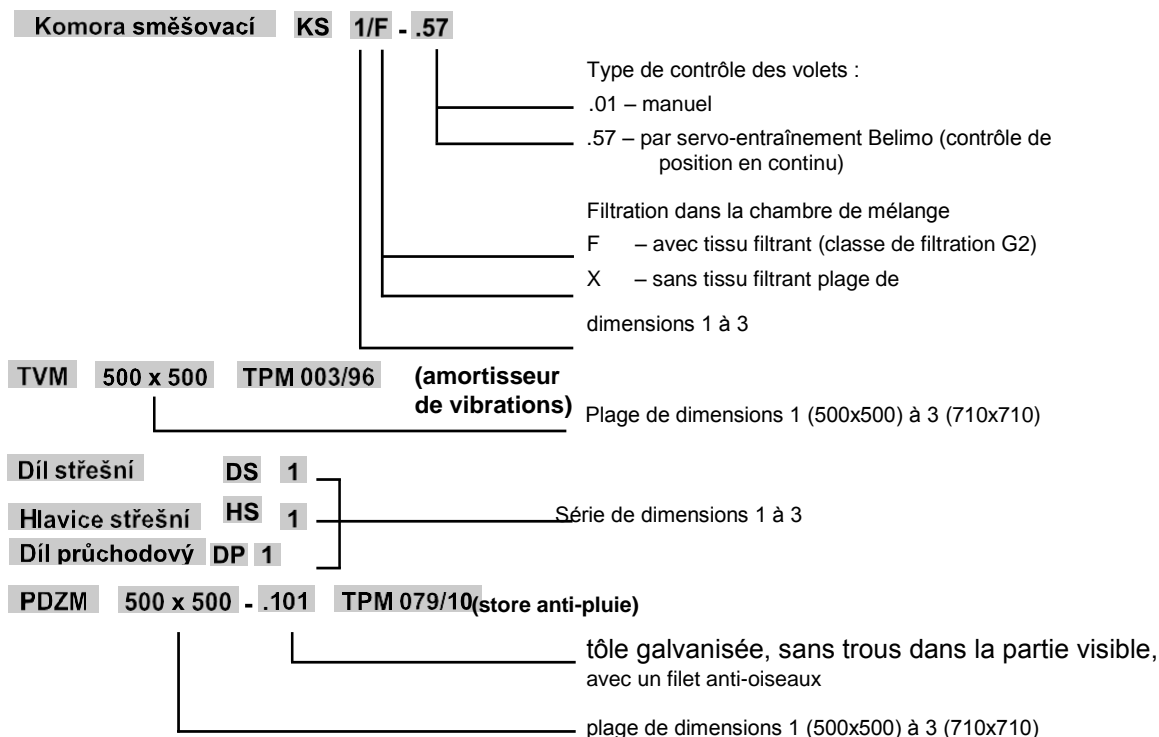 Komora směšovací KS 1/F - .57
Type de contrôle des volets :
.01 – manuel
.57 – par servo-entraînement Belimo (contrôle de
position en continu)
Filtration dans la chambre de mélange
F – avec tissu filtrant (classe de filtration G2)
X – sans tissu filtrant plage de
dimensions 1 à 3
TVM 500 x 500 TPM 003/96 (amortisseur
de vibrations)
Plage de dimensions 1 (500x500) à 3 (710x710)
Díl střešní DS 1
Hlavice střešní HS 1
Série de dimensions 1 à 3
Díl průchodový DP 1
PDZM 500 x 500 - .101 TPM 079/10 (store anti-pluie)
tôle galvanisée, sans trous dans la partie visible,
avec un filet anti-oiseaux
plage de dimensions 1 (500x500) à 3 (710x710)